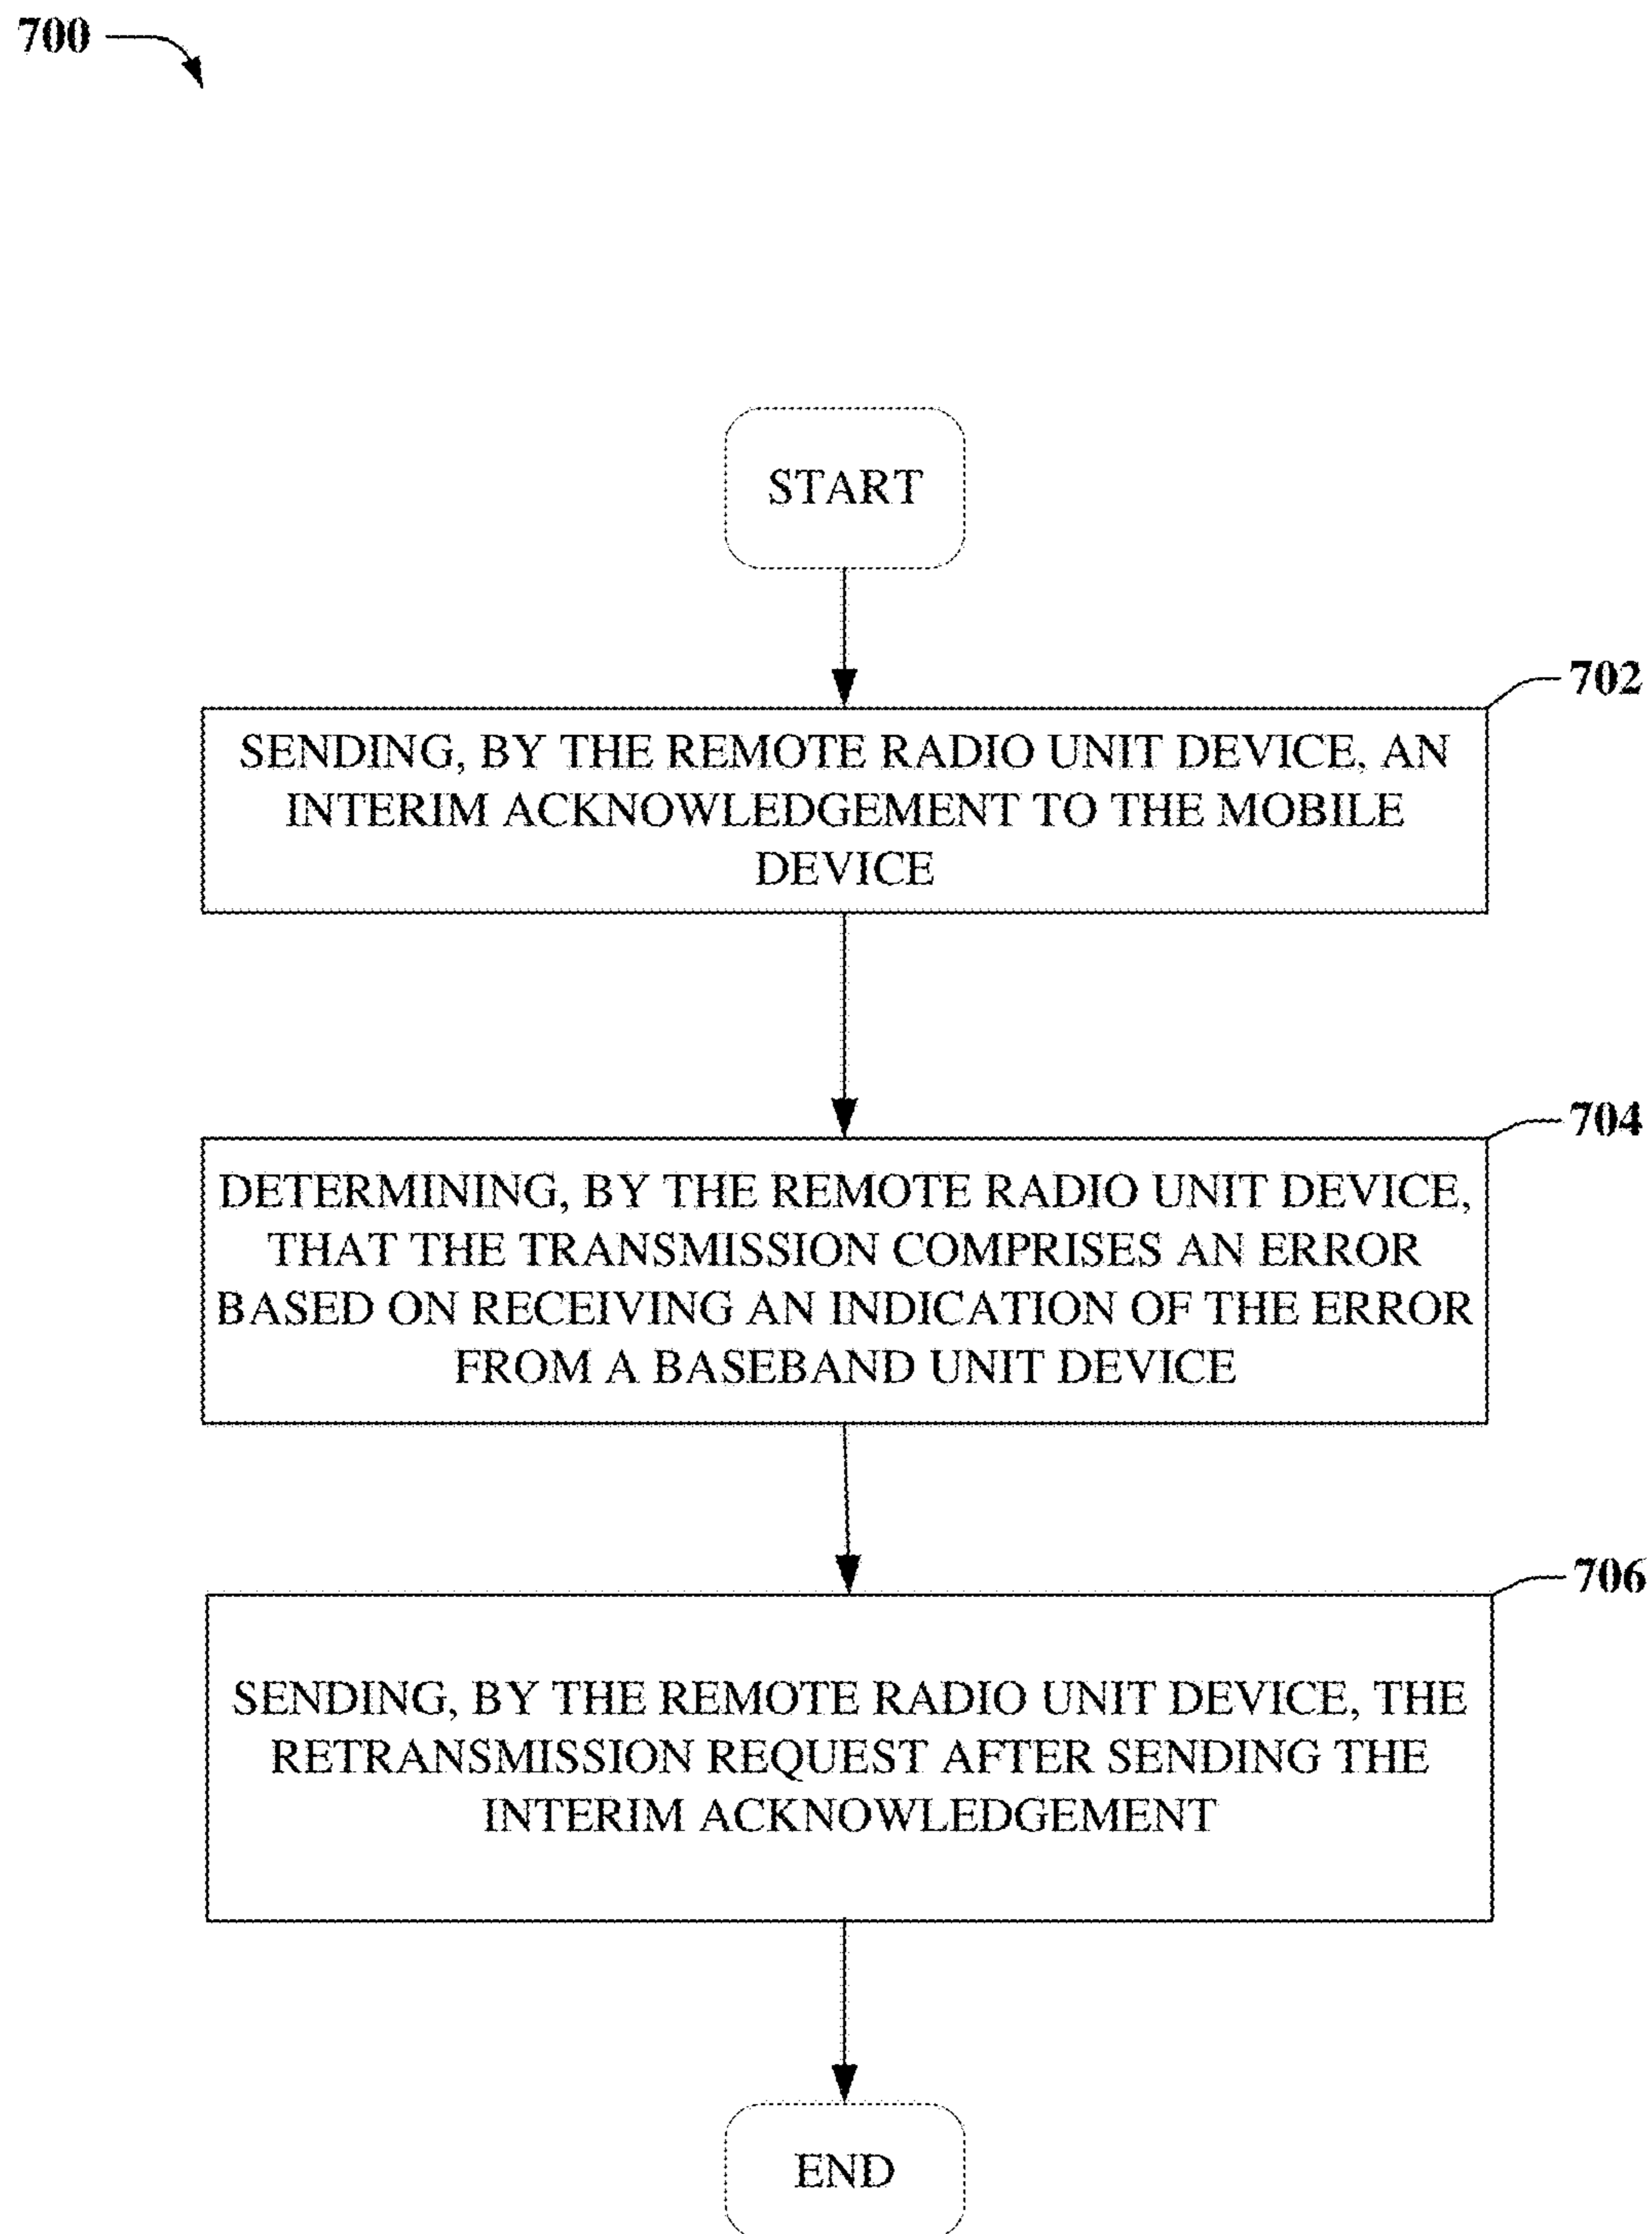 700
START
702
SENDING, BY THE REMOTE RADIO UNIT DEVICE, AN
INTERIM ACKNOWLEDGEMENT TO THE MOBILE
DEVICE
704
DETERMINING, BY THE REMOTE RADIO UNIT DEVICE,
THAT THE TRANSMISSION COMPRISES AN ERROR
BASED ON RECEIVING AN INDICATION OF THE ERROR
FROM A BASEBAND UNIT DEVICE
706
SENDING, BY THE REMOTE RADIO UNIT DEVICE, THE
RETRANSMISSION REQUEST AFTER SENDING THE
INTERIM ACKNOWLEDGEMENT
END